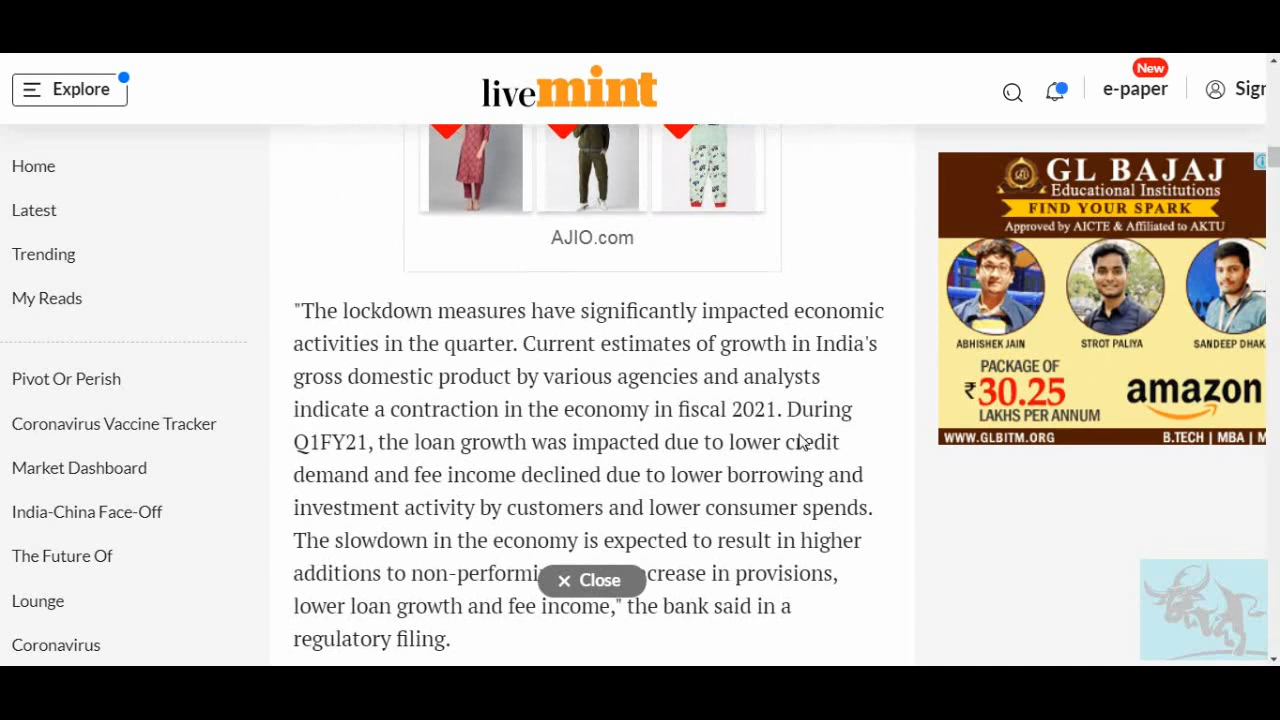 Explore
livemint
New
e-paper
Sign
Home
Latest
Trending
My Reads
Pivot Or Perish
Coronavirus Vaccine Tracker
Market Dashboard
India-China Face-Off
The Future Of
Lounge
Coronavirus
AJIO.com
"The lockdown measures have significantly impacted economic
activities in the quarter. Current estimates of growth in India's
gross domestic product by various agencies and analysts
indicate a contraction in the economy in fiscal 2021. During
Q1FY21, the loan growth was impacted due to lower credit
demand and fee income declined due to lower borrowing and
investment activity by customers and lower consumer spends.
The slowdown in the economy is expected to result in higher
additions to non-performi crease in provisions,
× Close
lower loan growth and fee income," the bank said in a
regulatory filing.
GL BAJAJ
Educational Institutions
FIND YOUR SPARK
Approved by AICTE & Affiliated to AKTU
ABHISHEK JAIN STROT PALIYA SANDEEP DHAK
PACKAGE OF
₹30.25
LAKHS PER ANNUM
amazon
WWW.GLBITM.ORG B.TECH | MBA | M